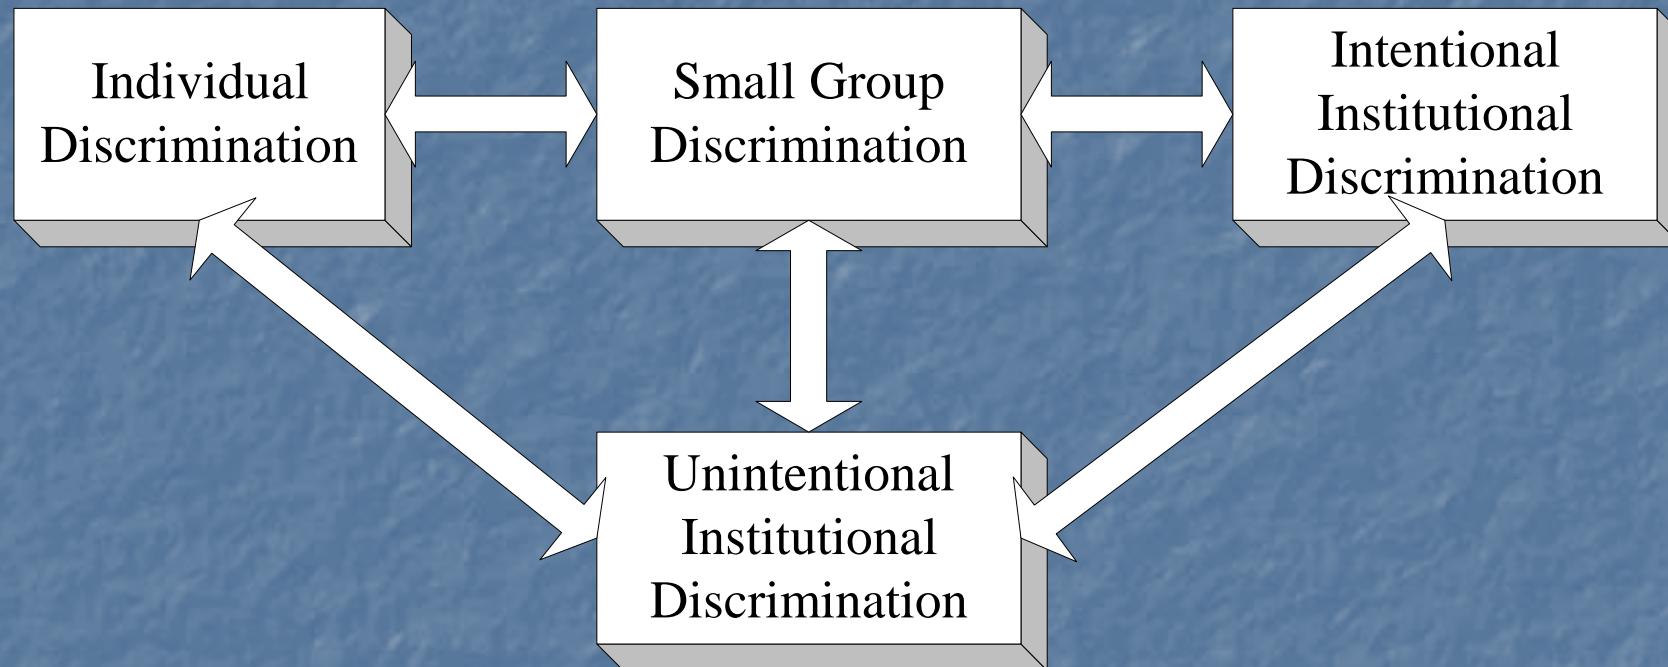 Individual
Discrimination
Small Group
Discrimination
Intentional
Institutional
Discrimination
Unintentional
Institutional
Discrimination